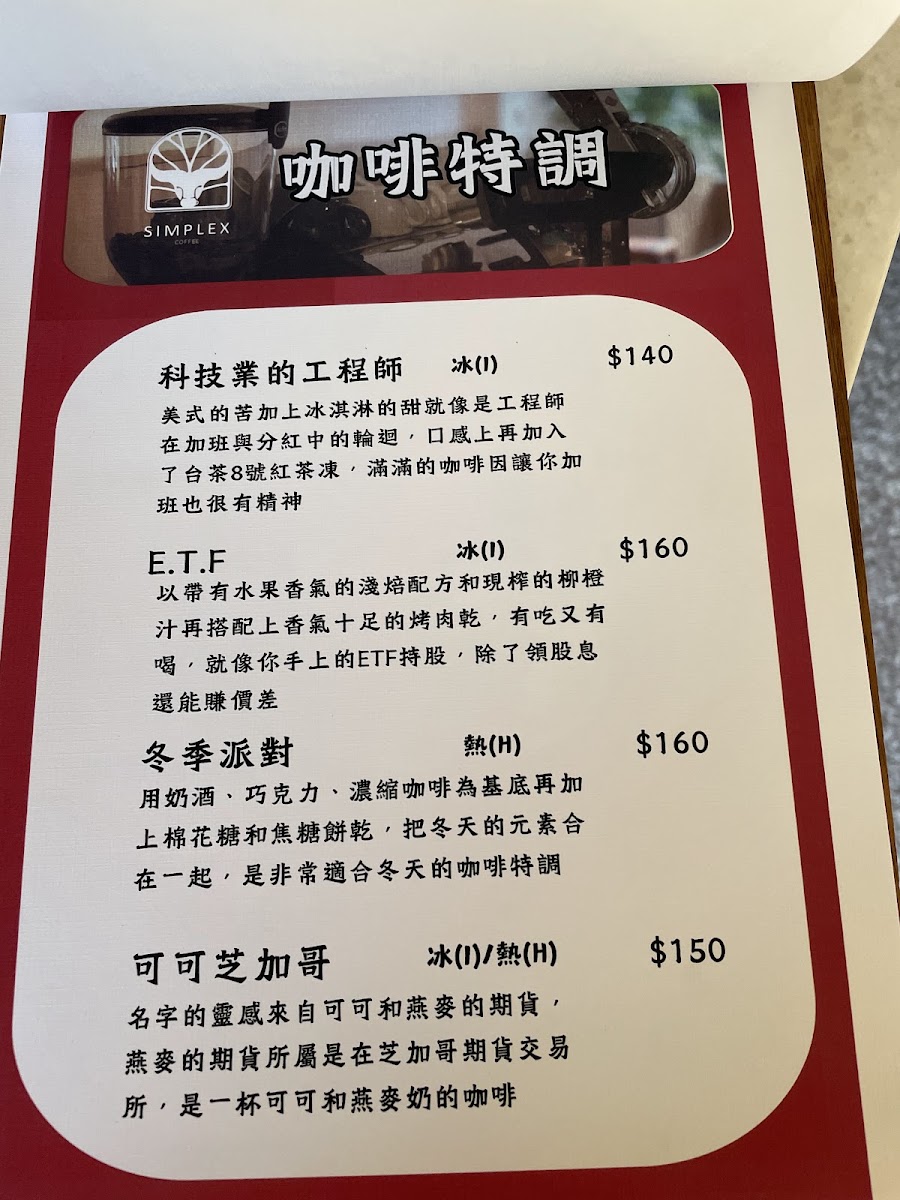 咖啡特調
SIMPLEX
COFFEE
科技業的工程師 冰(I) $140
美式的苦加上冰淇淋的甜就像是工程師
在加班與分紅中的輪迴，口感上再加入
了台茶8號紅茶凍，滿滿的咖啡因讓你加
班也很有精神
E.T.F 冰(I) $160
以帶有水果香氣的淺焙配方和現榨的柳橙
汁再搭配上香氣十足的烤肉乾，有吃又有
喝，就像你手上的ETF持股，除了領股息
還能賺價差
冬季派對 熱(H) $160
用奶酒、巧克力、濃縮咖啡為基底再加
上棉花糖和焦糖餅乾，把冬天的元素合
在一起，是非常適合冬天的咖啡特調
可可芝加哥 冰(I)/熱(H) $150
名字的靈感來自可可和燕麥的期貨，
燕麥的期貨所屬是在芝加哥期貨交易
所，是一杯可可和燕麥奶的咖啡